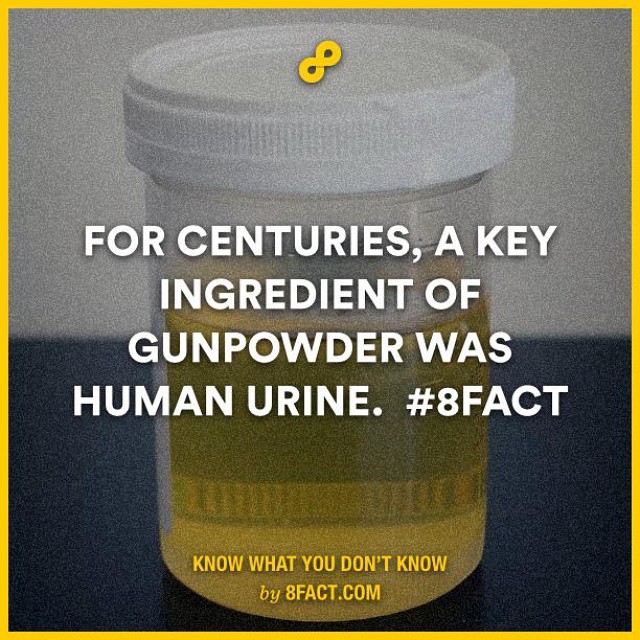 FOR CENTURIES, A KEY
INGREDIENT OF
GUNPOWDER WAS
HUMAN URINE. #8FACT
KNOW WHAT YOU DON'T KNOW
by 8FACT.COM